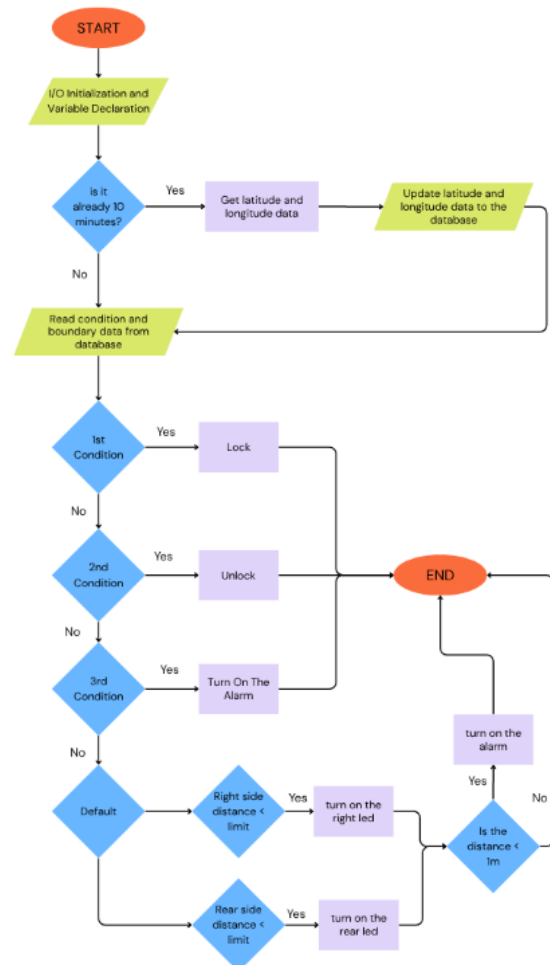 START
I/O Initialization and
Variable Declaration
Is it
already 10
minutes?
Yes
Get latitude and
longitude data
Update latitude and
longitude data to the
database
No
Read condition and
boundary data from
database
1st
Condition
Yes
Lock
No
2nd
Condition
Yes
Unlock
END
No
3rd
Condition
Yes
Turn On The
Alarm
No
turn on the
alarm
Yes
No
Default
Right side
distance <
limit
Yes
turn on the
right led
Is the
distance <
1m
Rear side
distance <
limit
Yes
turn on the
rear led